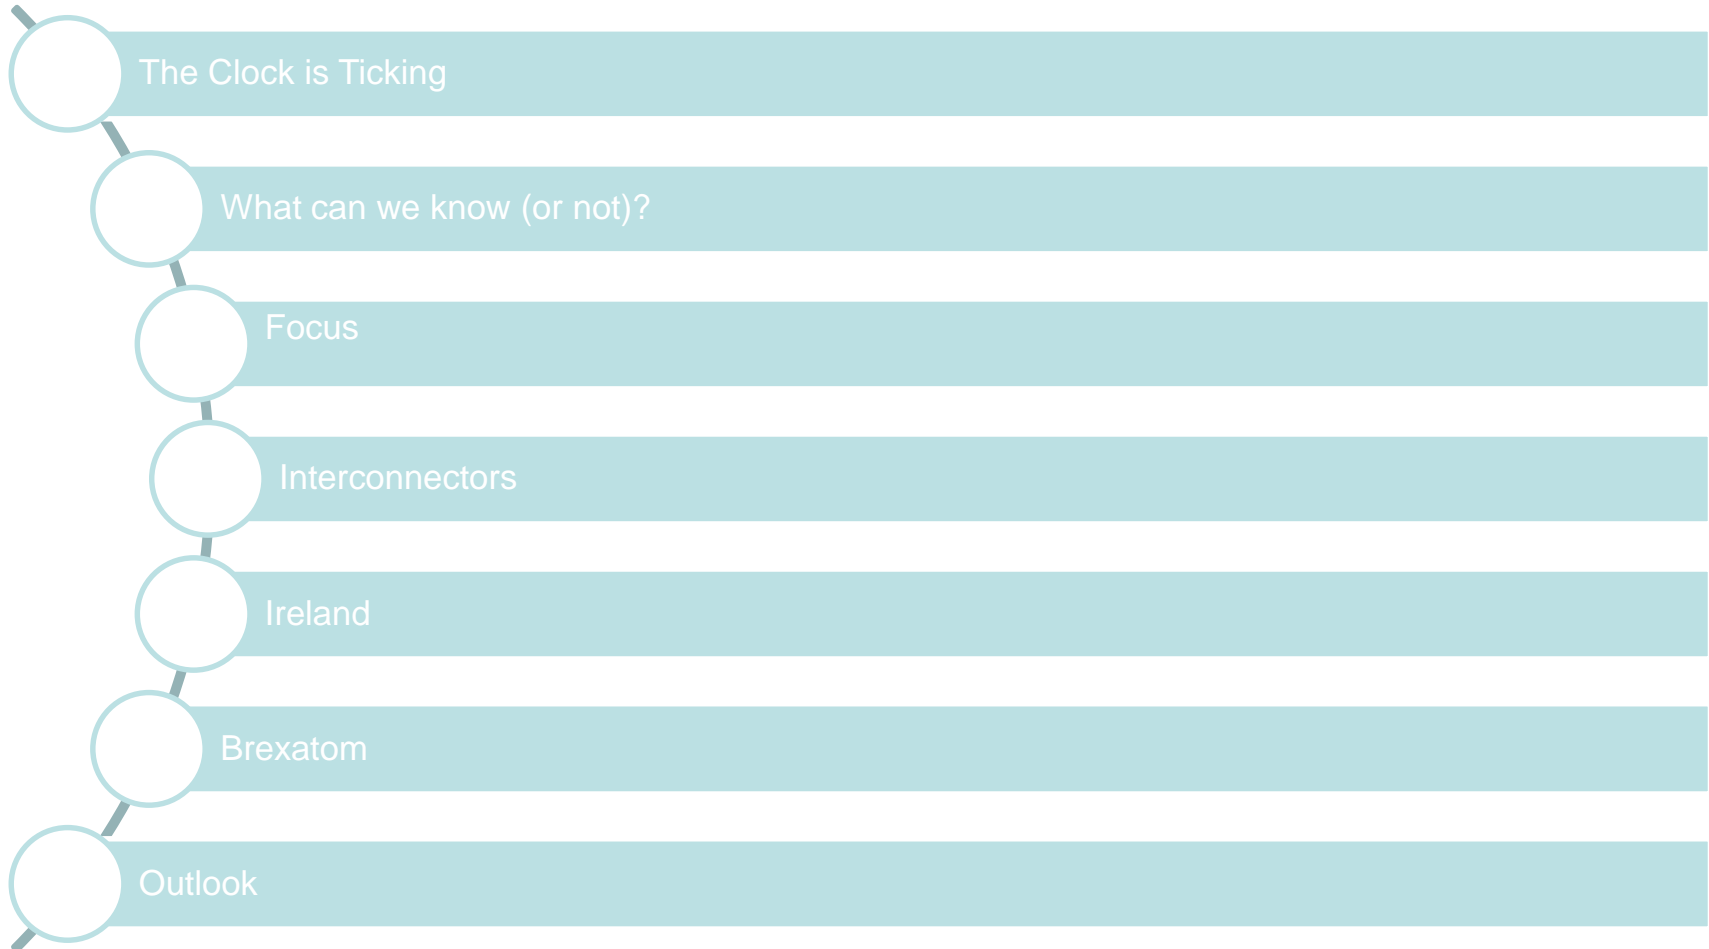 The Clock is Ticking
What can we know (or not)?
Focus
Interconnectors
Ireland
Brexatom
Outlook